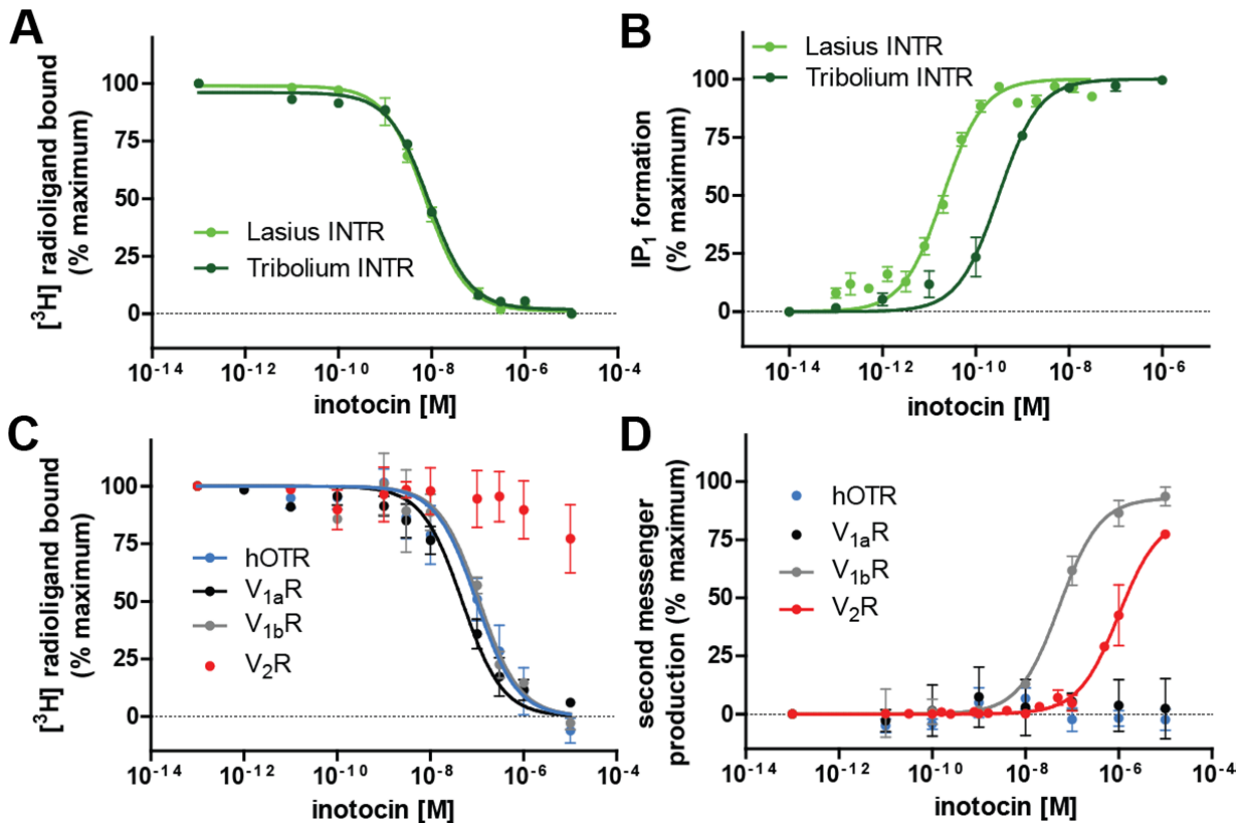 A
[³H] radioligand bound
(% maximum)
100
75
50
25
0
Lasius INTR
Tribolium INTR
10⁻¹⁴ 10⁻¹² 10⁻¹⁰ 10⁻⁸ 10⁻⁶ 10⁻⁴
inotocin [M]
B
IP₁ formation
(% maximum)
Lasius INTR
Tribolium INTR
100
75
50
25
0
10⁻¹⁴ 10⁻¹² 10⁻¹⁰ 10⁻⁸ 10⁻⁶
inotocin [M]
C
[³H] radioligand bound
(% maximum)
100
75
50
25
0
hOTR
V₁ₐR
V₁bR
V₂R
10⁻¹⁴ 10⁻¹² 10⁻¹⁰ 10⁻⁸ 10⁻⁶ 10⁻⁴
inotocin [M]
D
second messenger
production (% maximum)
100
75
50
25
0
hOTR
V₁ₐR
V₁bR
V₂R
10⁻¹⁴ 10⁻¹² 10⁻¹⁰ 10⁻⁸ 10⁻⁶ 10⁻⁴
inotocin [M]